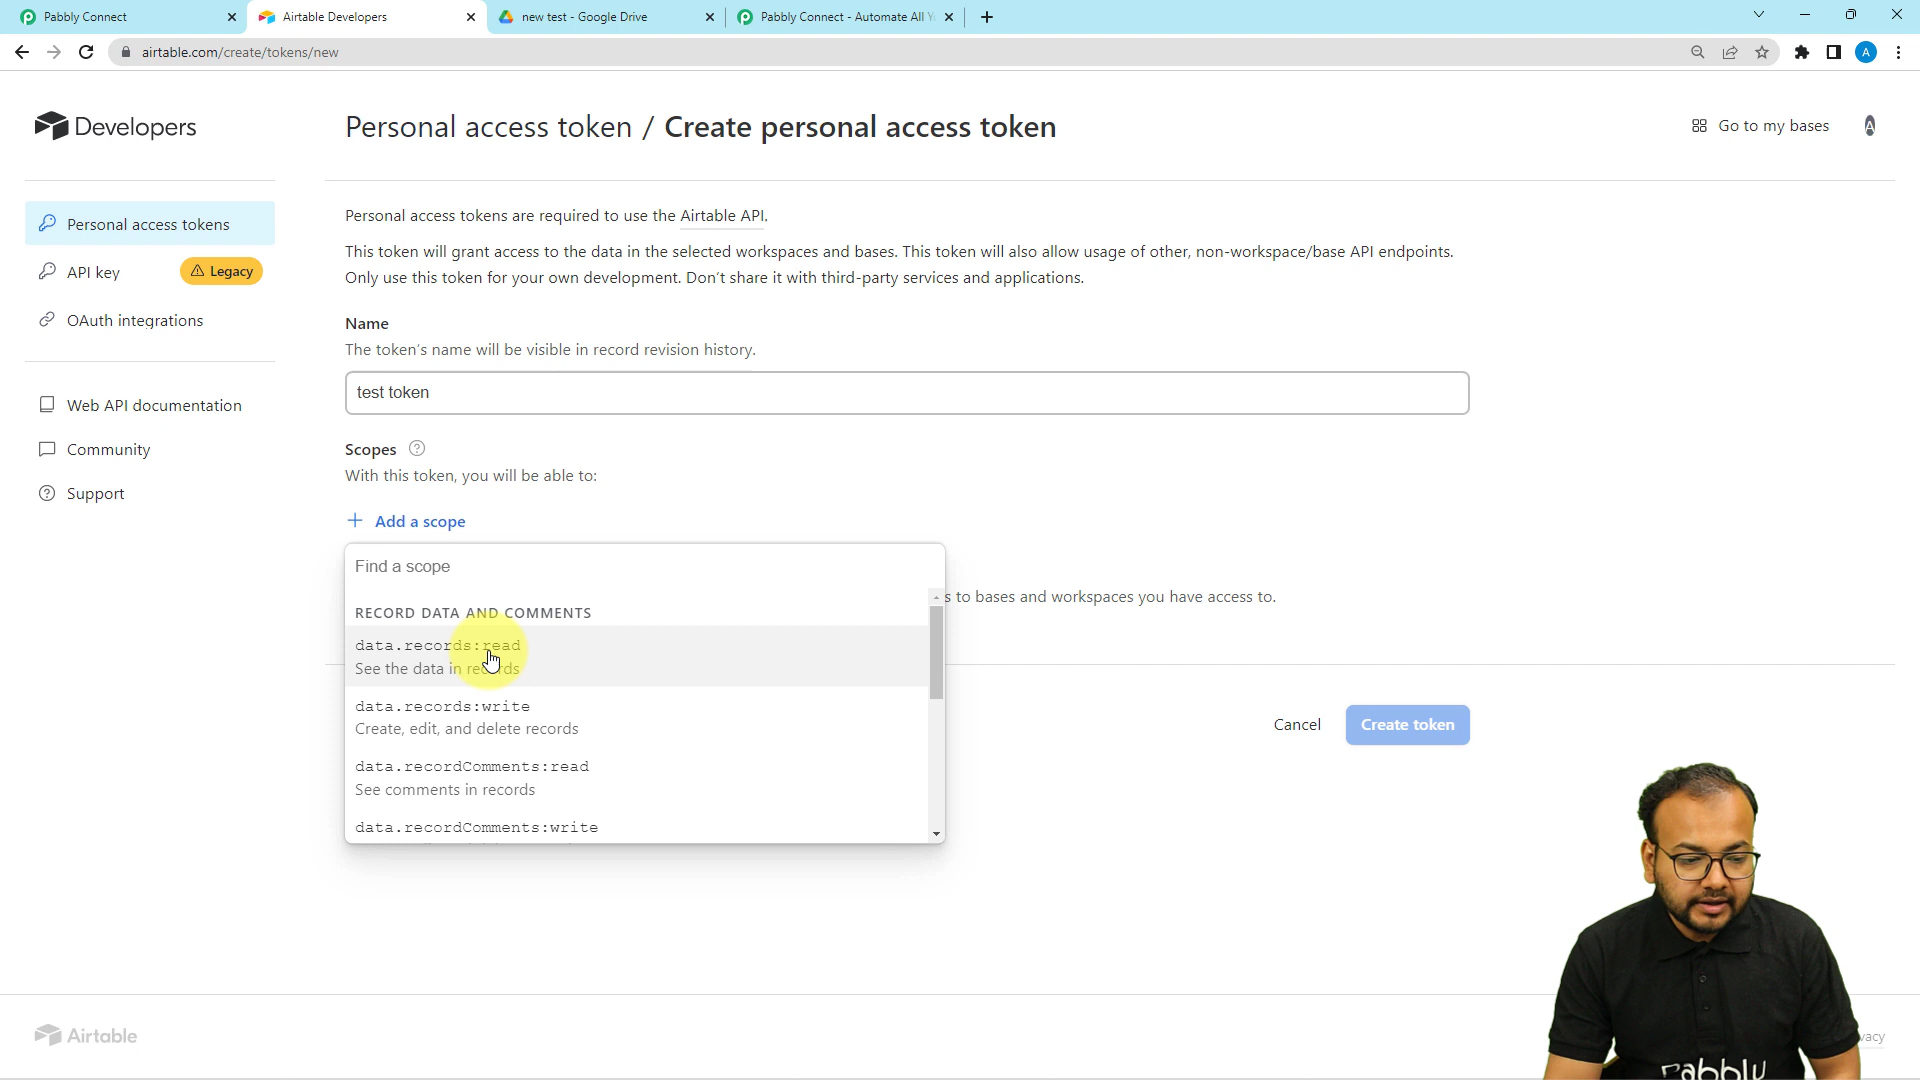 Pabbly Connect
Airtable Developers
new test - Google Drive
Pabbly Connect - Automate All
airtable.com/create/tokens/new
A
Developers
Personal access token / Create personal access token
Go to my bases
A
Personal access tokens
API key
Legacy
OAuth integrations
Web API documentation
Community
Support
Personal access tokens are required to use the Airtable API.
This token will grant access to the data in the selected workspaces and bases. This token will also allow usage of other, non-workspace/base API endpoints.
Only use this token for your own development. Don't share it with third-party services and applications.
Name
The token's name will be visible in record revision history.
test token
Scopes ?
With this token, you will be able to:
+ Add a scope
Find a scope
RECORD DATA AND COMMENTS
data.records:read
See the data in records
data.records:write
Create, edit, and delete records
data.recordComments:read
See comments in records
data.recordComments:write
s to bases and workspaces you have access to.
Cancel
Create token
Airtable
vacy
Pabbly